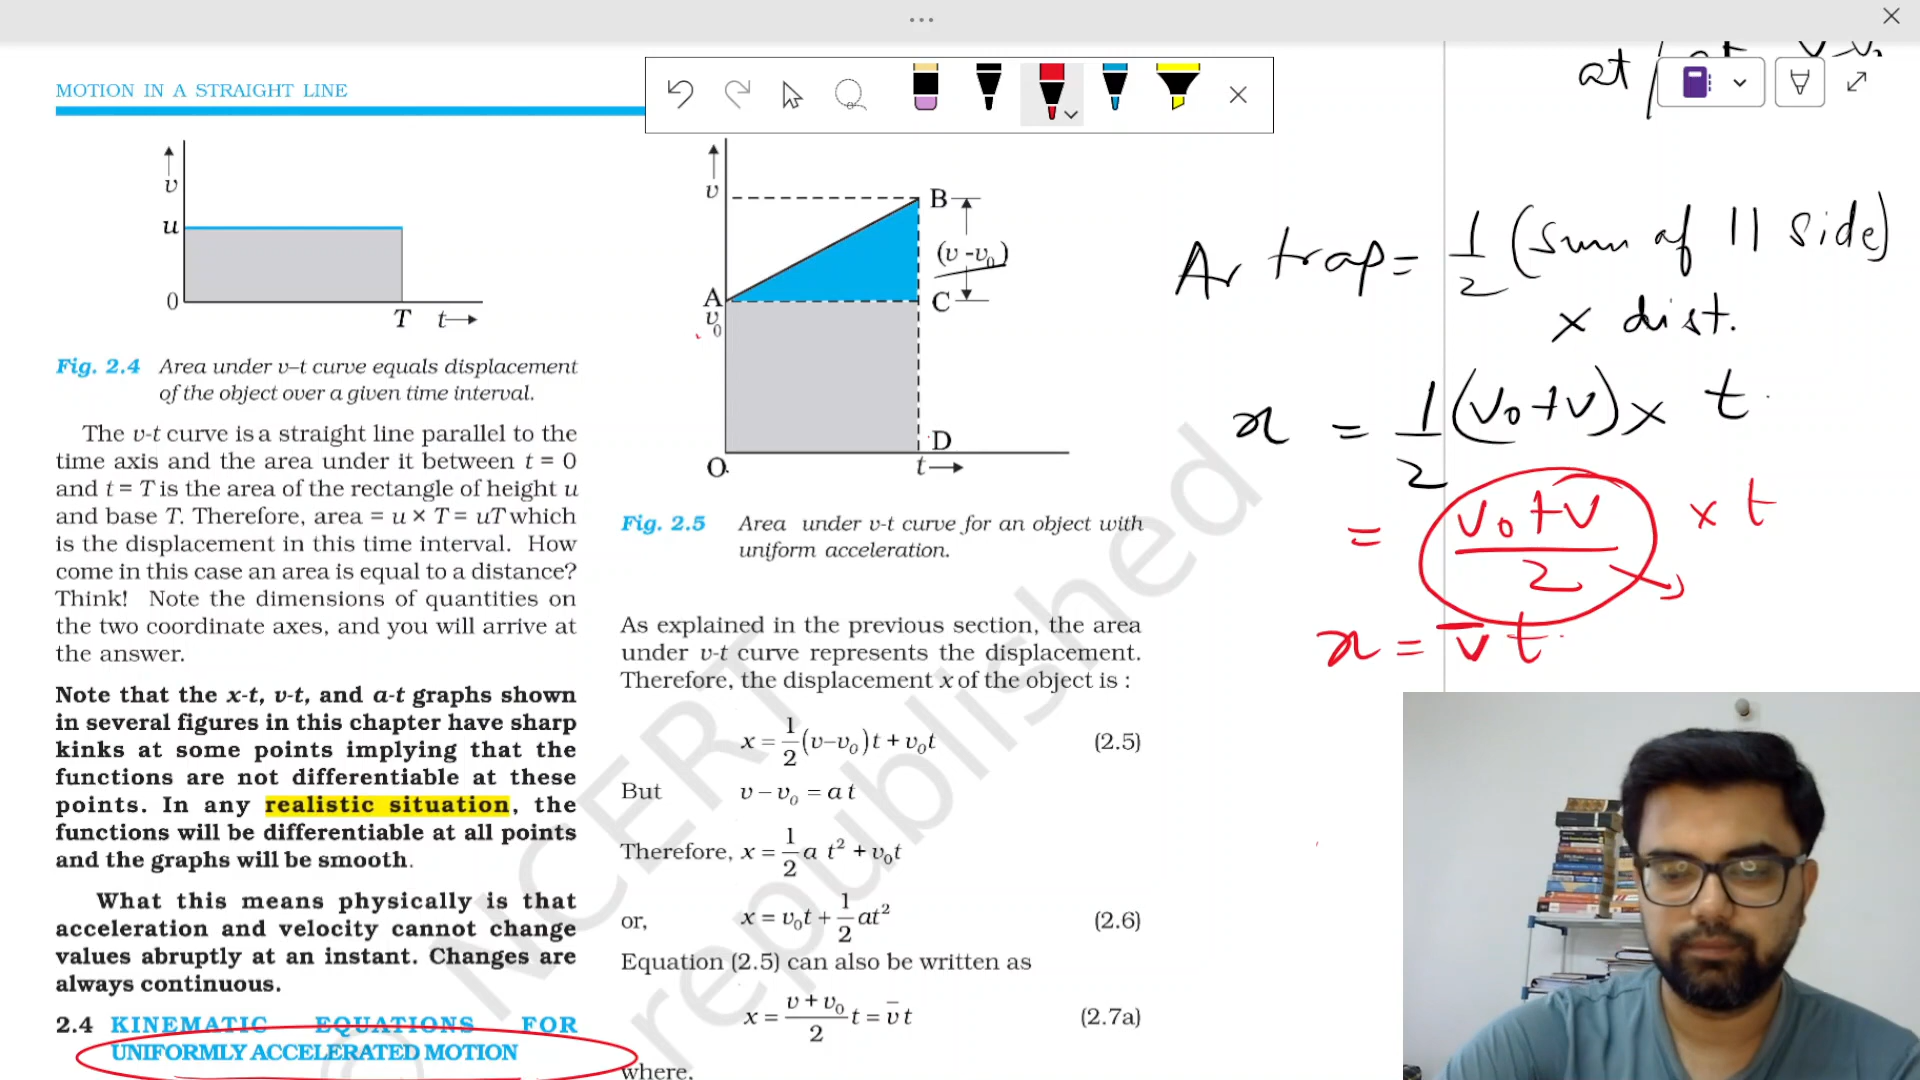 MOTION IN A STRAIGHT LINE
υ
u
0
T t
Fig. 2.4 Area under υ–t curve equals displacement
of the object over a given time interval.
The υ-t curve is a straight line parallel to the
time axis and the area under it between t = 0
and t = T is the area of the rectangle of height u
and base T. Therefore, area = u × T = uT which
is the displacement in this time interval. How
come in this case an area is equal to a distance?
Think! Note the dimensions of quantities on
the two coordinate axes, and you will arrive at
the answer.
Note that the x-t, υ-t, and a-t graphs shown
in several figures in this chapter have sharp
kinks at some points implying that the
functions are not differentiable at these
points. In any realistic situation, the
functions will be differentiable at all points
and the graphs will be smooth.
What this means physically is that
acceleration and velocity cannot change
values abruptly at an instant. Changes are
always continuous.
2.4 KINEMATIC EQUATIONS FOR
UNIFORMLY ACCELERATED MOTION
υ
B
(υ -υ₀)
A
C
υ₀
D
O
t
Fig. 2.5 Area under υ-t curve for an object with
uniform acceleration.
As explained in the previous section, the area
under υ-t curve represents the displacement.
Therefore, the displacement x of the object is :
x = 1/2 (υ–υ₀) t + υ₀t (2.5)
But υ – υ₀ = a t
Therefore, x = 1/2 a t² + υ₀t
or, x = υ₀t + 1/2 at² (2.6)
Equation (2.5) can also be written as
x = (υ + υ₀)/2 t = ῡ t (2.7a)
where,
NCERT
republished
at
Ar trap = 1/2 (sum of || side)
× dist.
x = 1/2 (v₀+v) × t
= (v₀+v)/2 × t
x = v̄ t